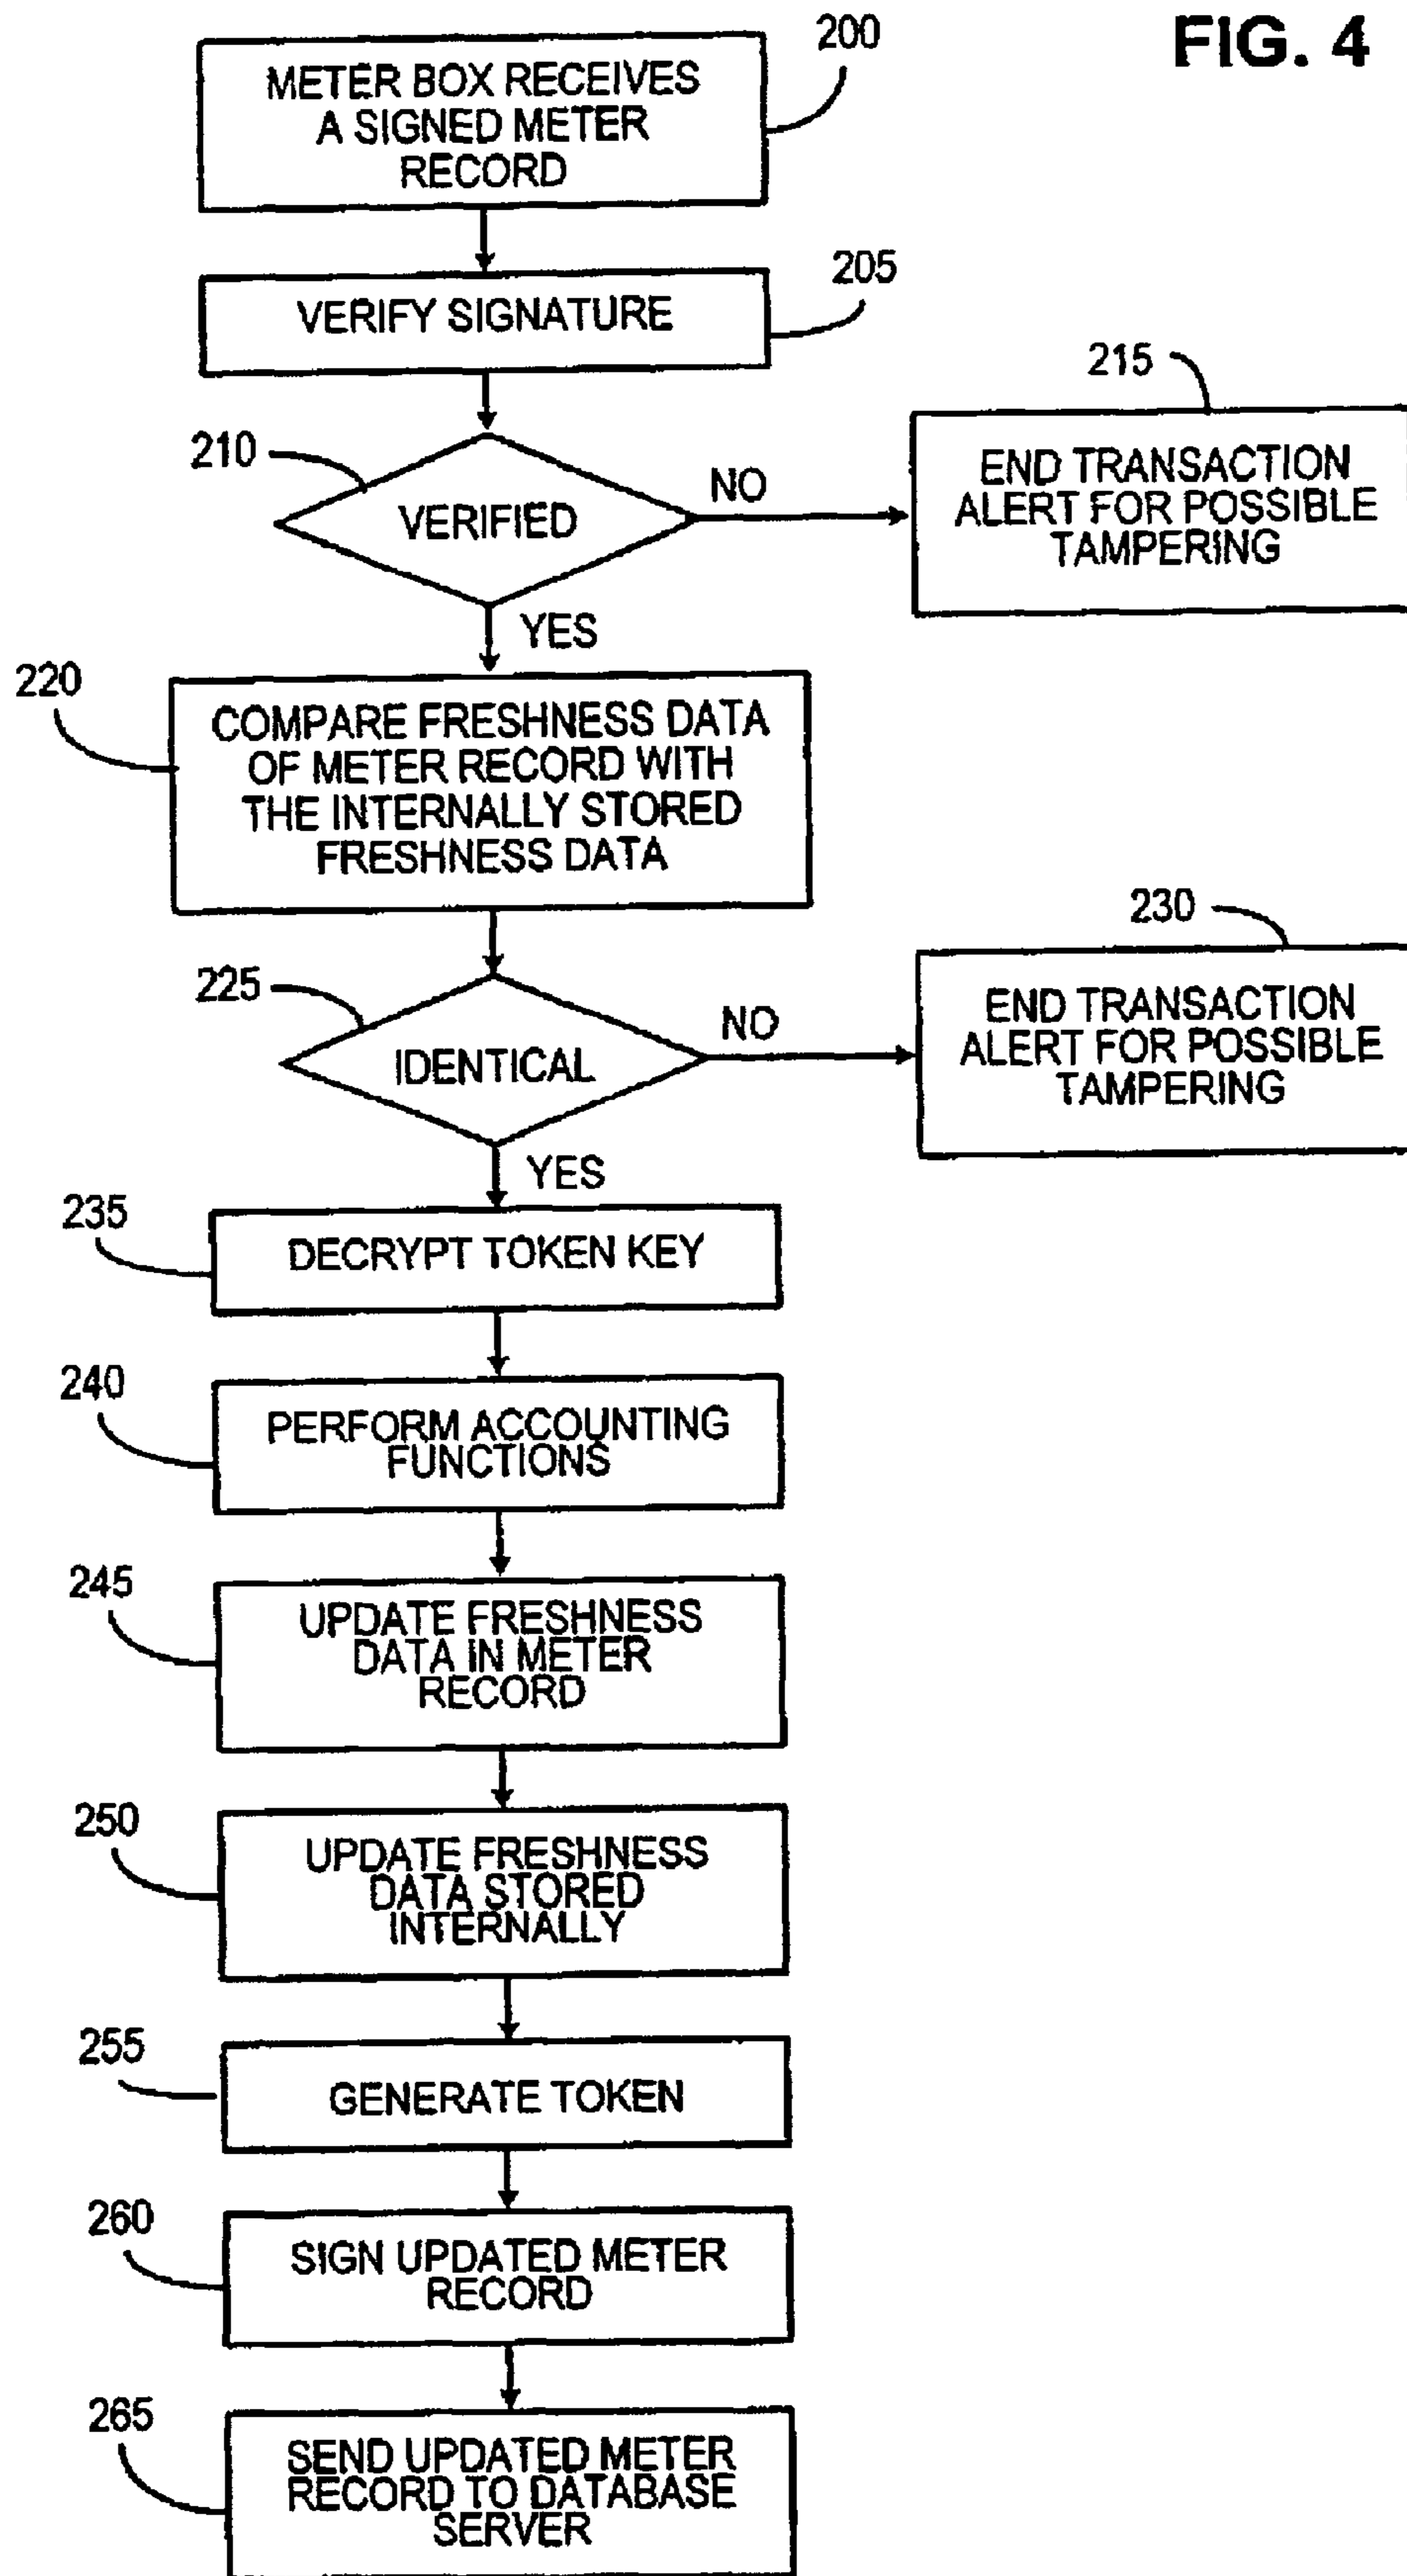 FIG. 4
200
METER BOX RECEIVES
A SIGNED METER
RECORD
205
VERIFY SIGNATURE
215
210
VERIFIED
NO
END TRANSACTION
ALERT FOR POSSIBLE
TAMPERING
YES
220
COMPARE FRESHNESS DATA
OF METER RECORD WITH
THE INTERNALLY STORED
FRESHNESS DATA
230
225
IDENTICAL
NO
END TRANSACTION
ALERT FOR POSSIBLE
TAMPERING
YES
235
DECRYPT TOKEN KEY
240
PERFORM ACCOUNTING
FUNCTIONS
245
UPDATE FRESHNESS
DATA IN METER
RECORD
250
UPDATE FRESHNESS
DATA STORED
INTERNALLY
255
GENERATE TOKEN
260
SIGN UPDATED METER
RECORD
265
SEND UPDATED METER
RECORD TO DATABASE
SERVER